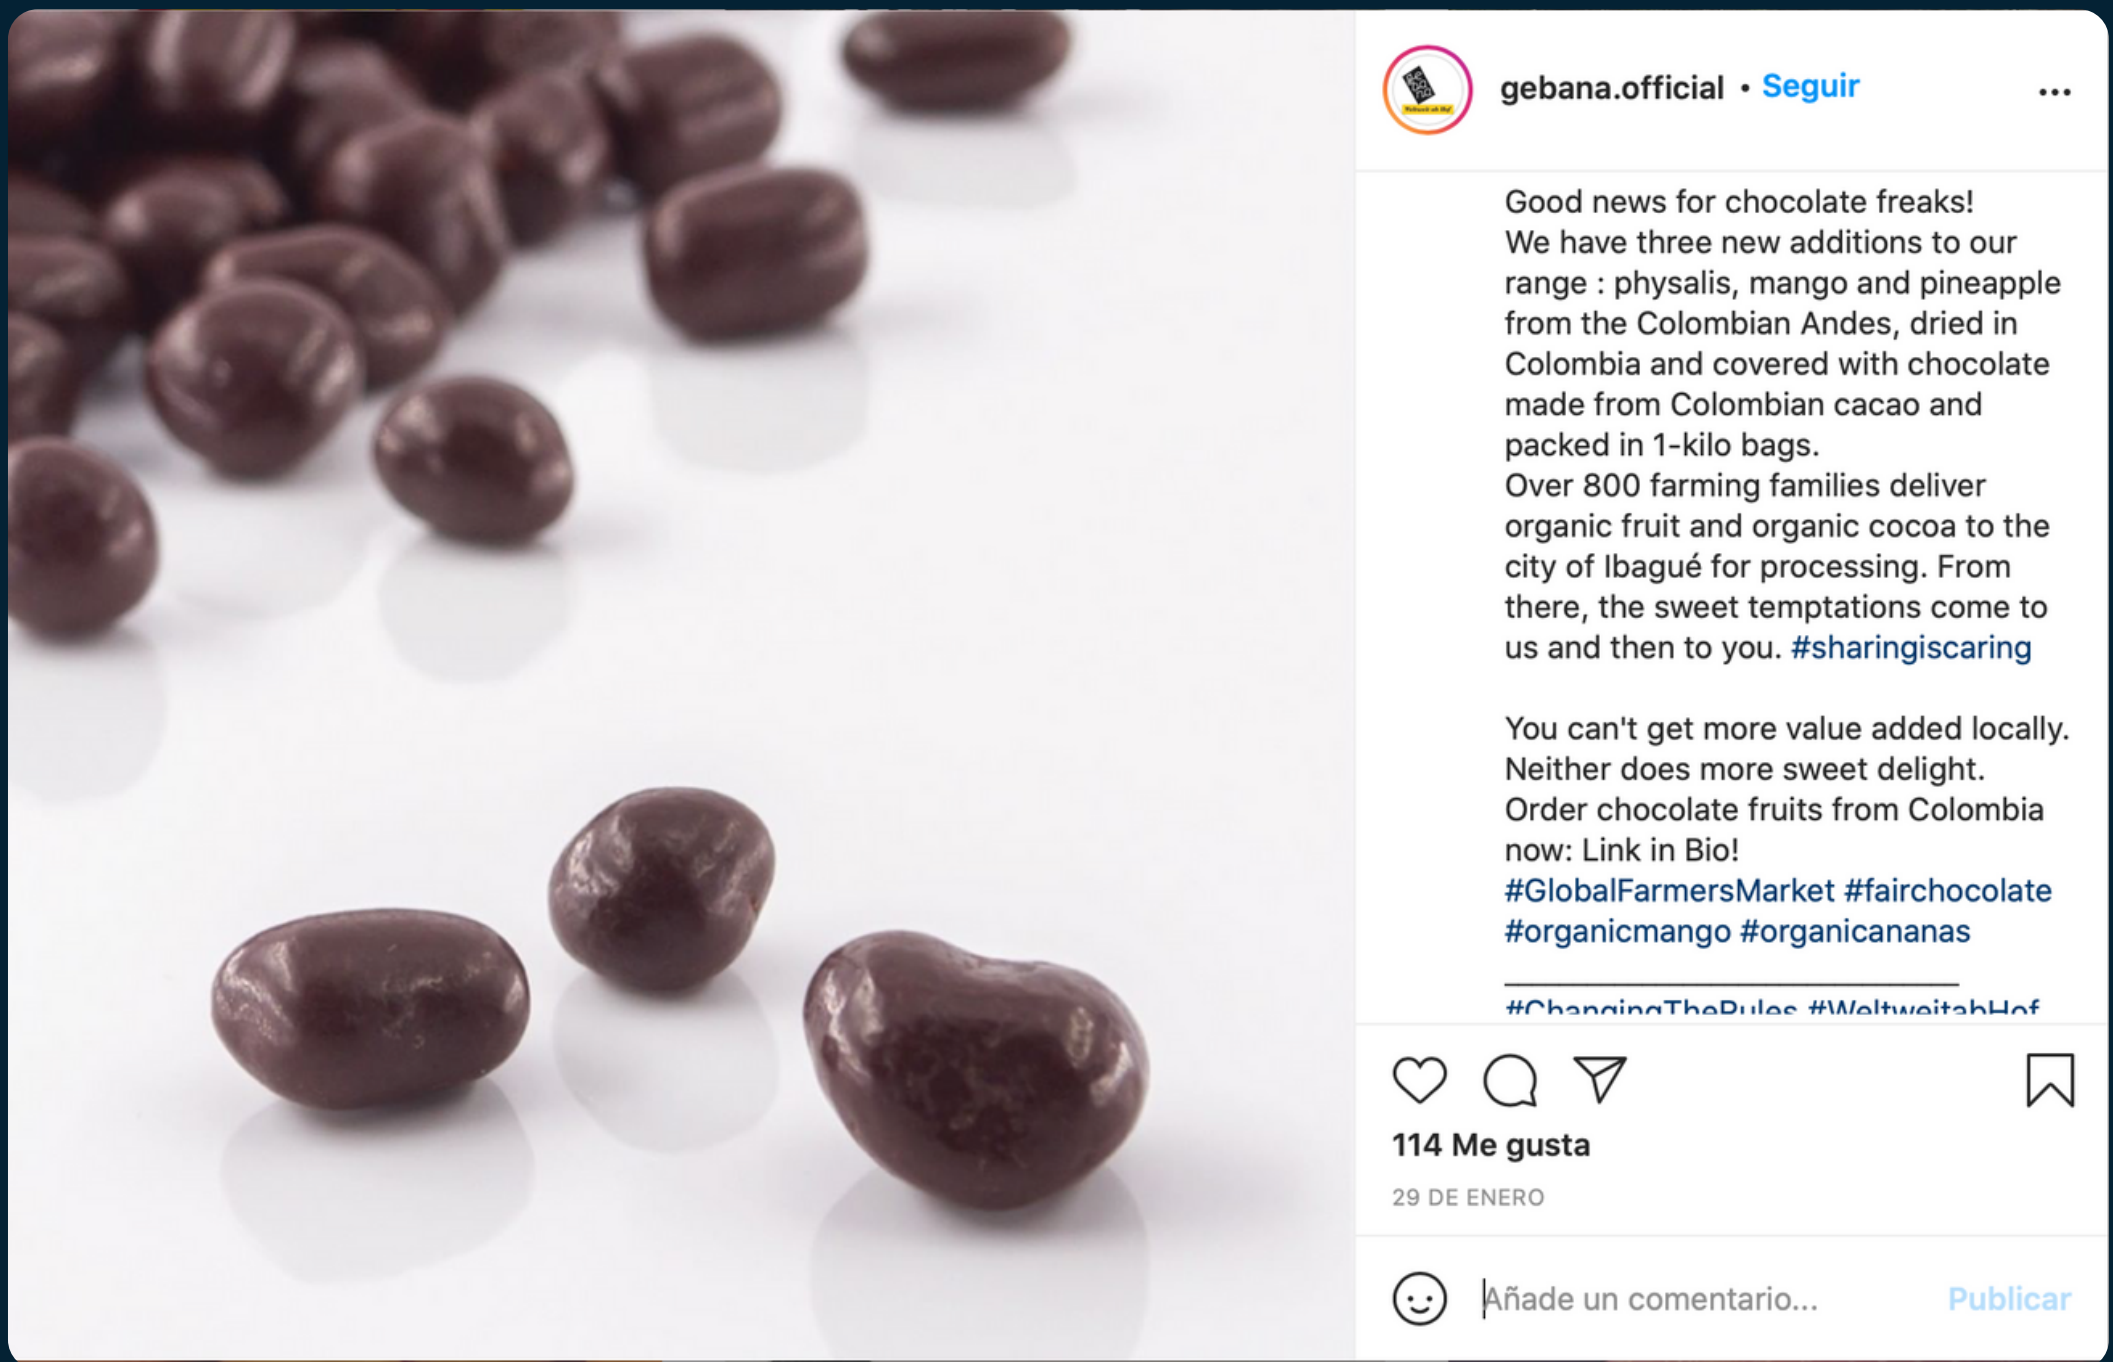 gebana.official • Seguir
Good news for chocolate freaks!
We have three new additions to our
range : physalis, mango and pineapple
from the Colombian Andes, dried in
Colombia and covered with chocolate
made from Colombian cacao and
packed in 1-kilo bags.
Over 800 farming families deliver
organic fruit and organic cocoa to the
city of Ibagué for processing. From
there, the sweet temptations come to
us and then to you. #sharingiscaring
You can't get more value added locally.
Neither does more sweet delight.
Order chocolate fruits from Colombia
now: Link in Bio!
#GlobalFarmersMarket #fairchocolate
#organicmango #organicananas
#ChangingTheRules #WeltweitabHof
114 Me gusta
29 DE ENERO
Añade un comentario...
Publicar